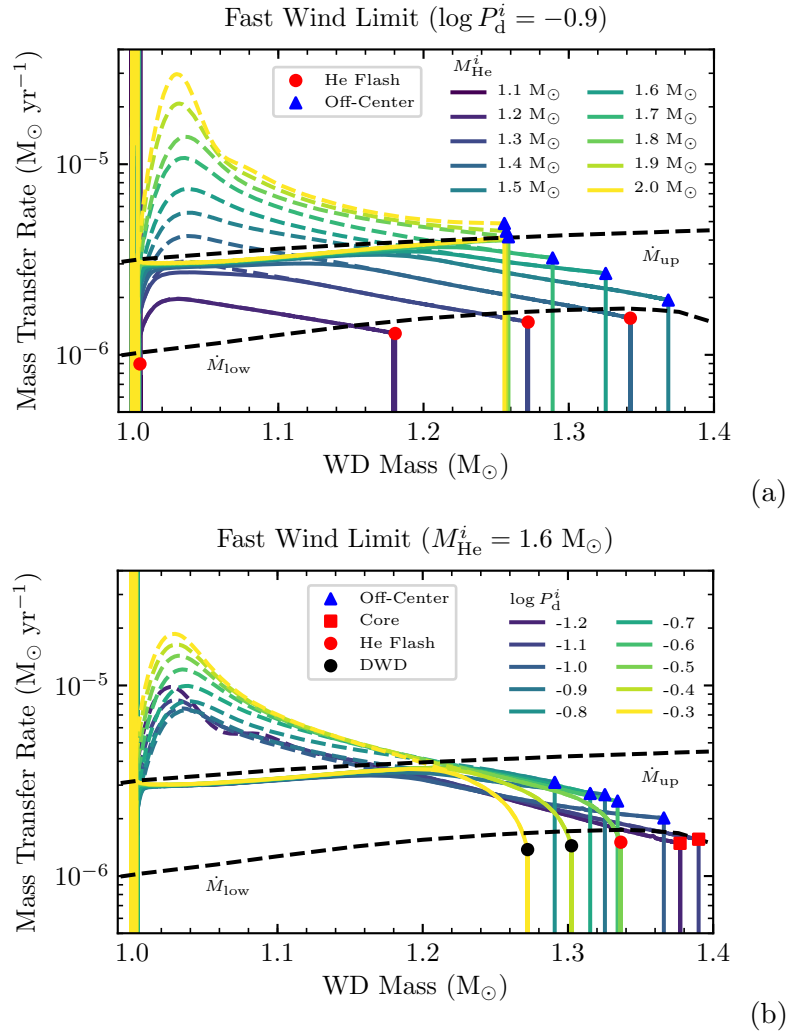 Fast Wind Limit (log P_d^i = −0.9)
Mass Transfer Rate (M⊙ yr⁻¹)
10⁻⁵
10⁻⁶
He Flash
Off-Center
M_He^i
1.1 M⊙
1.2 M⊙
1.3 M⊙
1.4 M⊙
1.5 M⊙
1.6 M⊙
1.7 M⊙
1.8 M⊙
1.9 M⊙
2.0 M⊙
Ṁ_up
Ṁ_low
1.0 1.1 1.2 1.3 1.4
WD Mass (M⊙)
(a)
Fast Wind Limit (M_He^i = 1.6 M⊙)
Mass Transfer Rate (M⊙ yr⁻¹)
10⁻⁵
10⁻⁶
Off-Center
Core
He Flash
DWD
log P_d^i
-1.2
-1.1
-1.0
-0.9
-0.8
-0.7
-0.6
-0.5
-0.4
-0.3
Ṁ_up
Ṁ_low
1.0 1.1 1.2 1.3 1.4
WD Mass (M⊙)
(b)